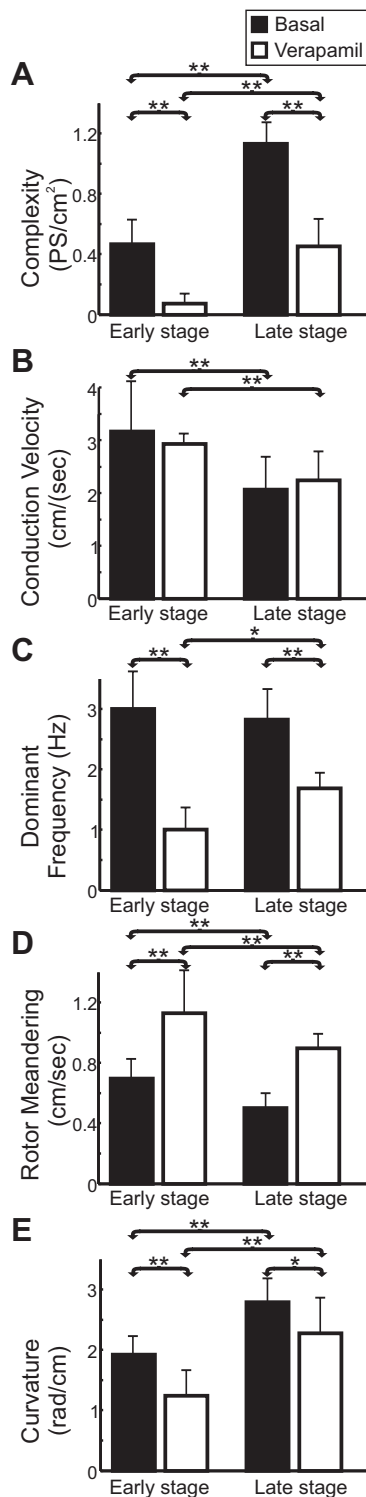 Basal
Verapamil
A
**
**
**
**
Complexity
(PS/cm²)
1.2
0.8
0.4
0
Early stage Late stage
B
**
**
Conduction Velocity
(cm/(sec)
4
3
2
1
0
Early stage Late stage
C
*
**
**
Dominant
Frequency (Hz)
3
2
1
0
Early stage Late stage
D
**
**
**
**
Rotor Meandering
(cm/sec)
1.2
0.8
0.4
0
Early stage Late stage
E
**
**
**
*
Curvature
(rad/cm)
3
2
1
0
Early stage Late stage